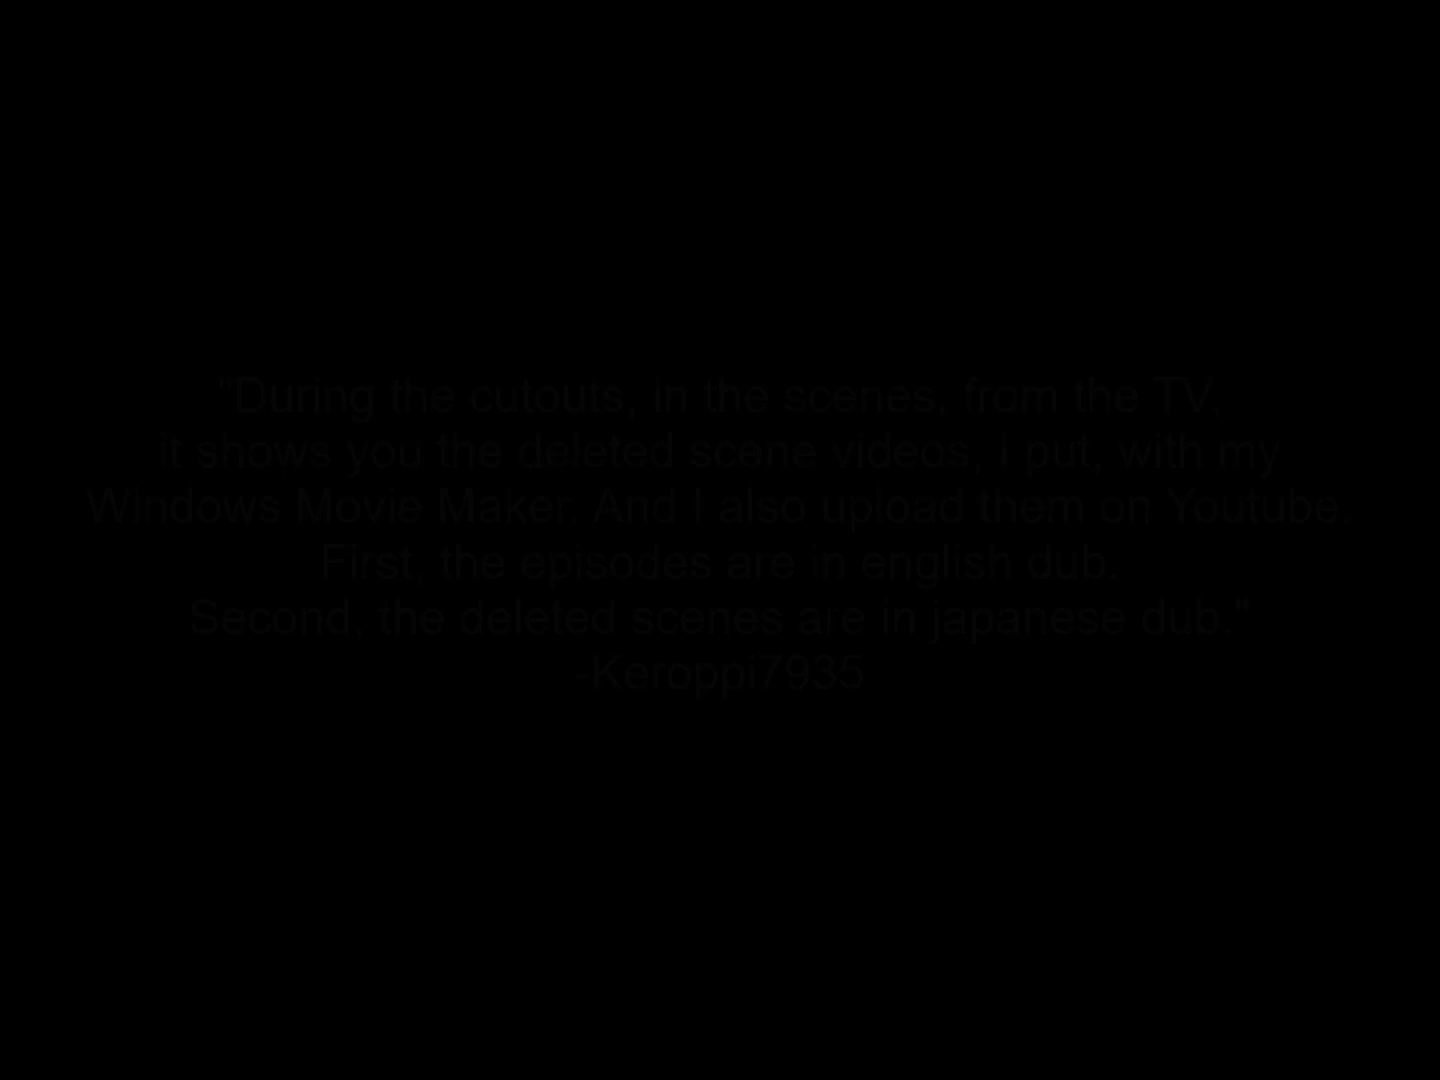 "During the cutouts, in the scenes, from the TV,
it shows you the deleted scene videos, I put, with my
Windows Movie Maker. And I also upload them on Youtube.
First, the episodes are in english dub.
Second, the deleted scenes are in japanese dub."
-Keroppi7935